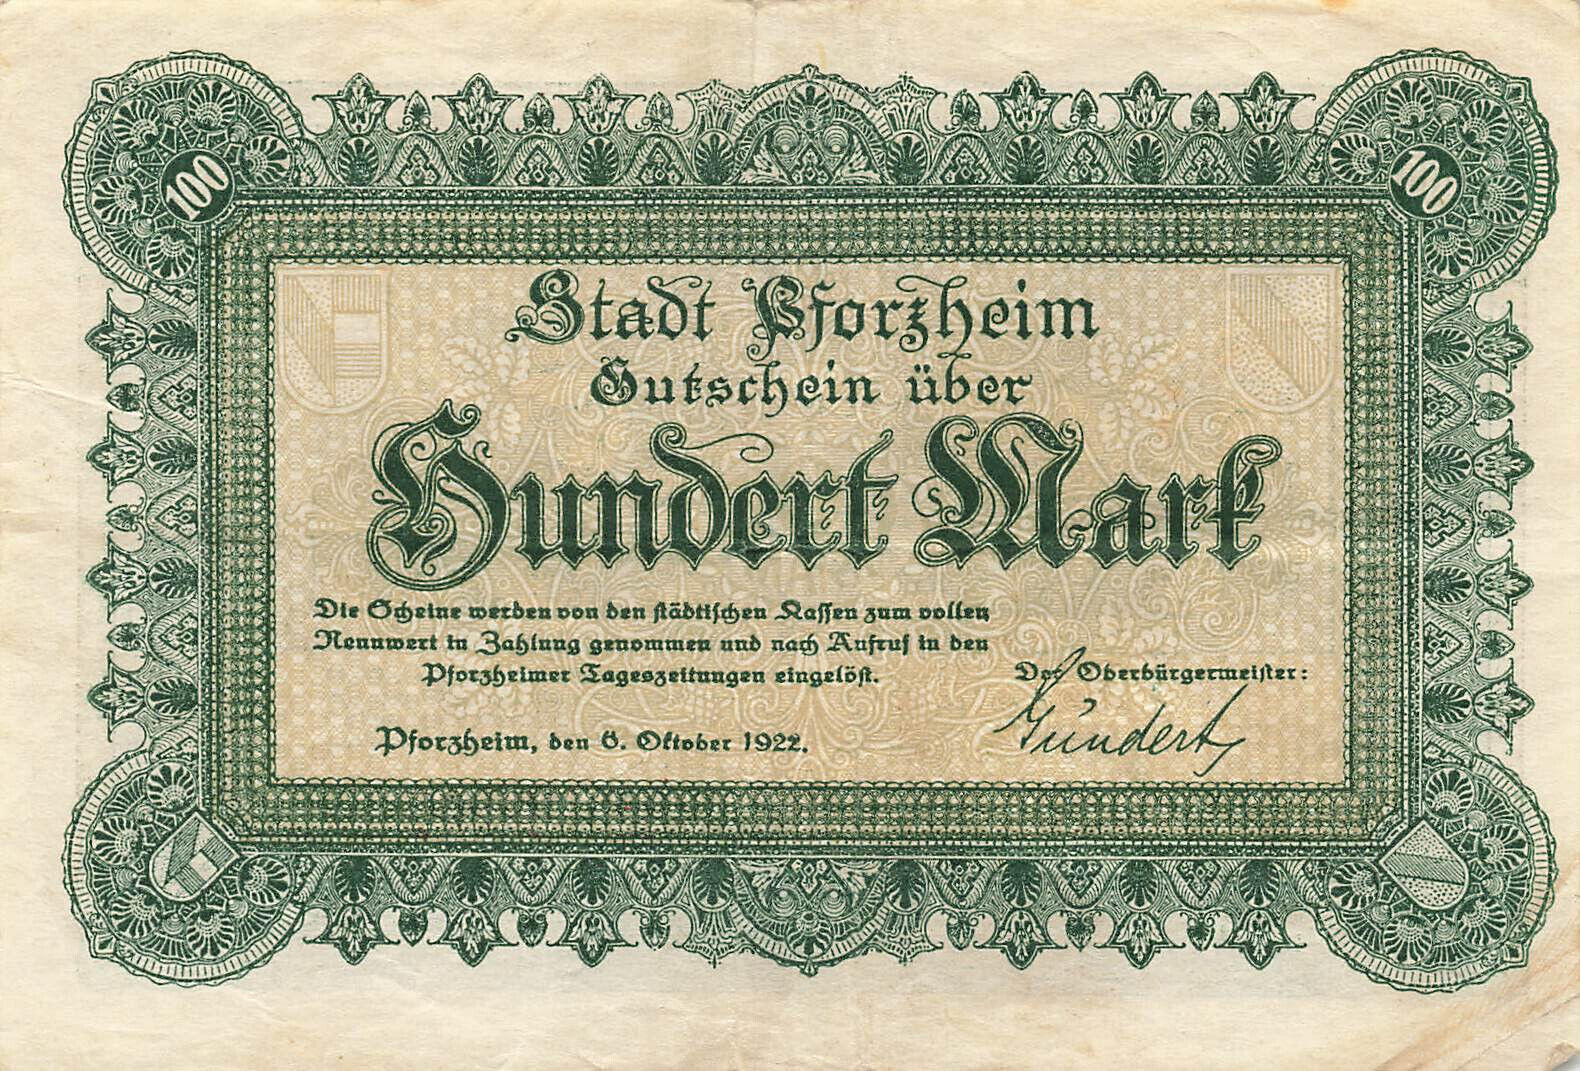 100
100
Stadt Pforzheim
Gutschein über
Hundert Mark
Die Scheine werden von den städtischen Kassen zum vollen
Nennwert in Zahlung genommen und nach Aufruf in den
Pforzheimer Tageszeitungen eingelöst.
Der Oberbürgermeister:
Gündert
Pforzheim, den 6. Oktober 1922.